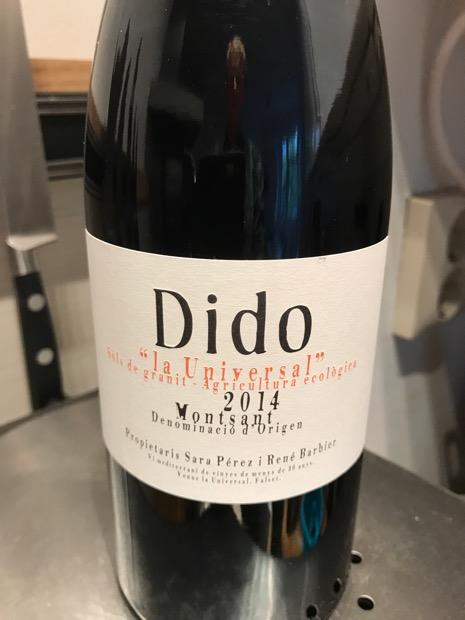 Dido
"la Universal"
Sòls de granit - Agricultura ecològica
2014
Montsant
Denominació d'Origen
Propietaris Sara Pérez i René Barbier
Vi mediterrani de vinyes de menys de 30 anys.
Venus la Universal. Falset.